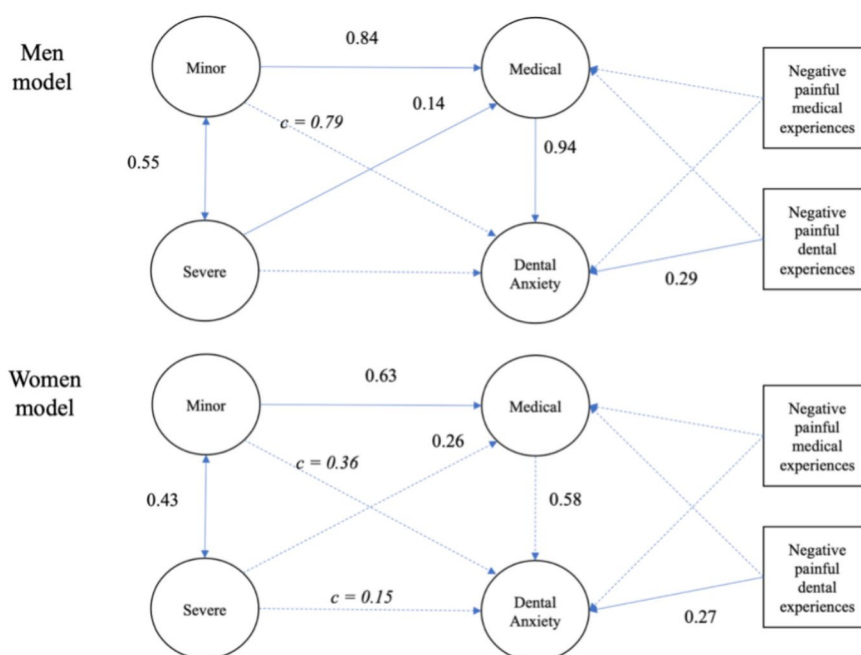 Men
model
Minor
0.84
Medical
Negative
painful
medical
experiences
c = 0.79
0.14
0.55
0.94
Severe
Dental
Anxiety
Negative
painful
dental
experiences
0.29
Women
model
Minor
0.63
Medical
Negative
painful
medical
experiences
c = 0.36
0.26
0.43
0.58
Severe
c = 0.15
Dental
Anxiety
Negative
painful
dental
experiences
0.27